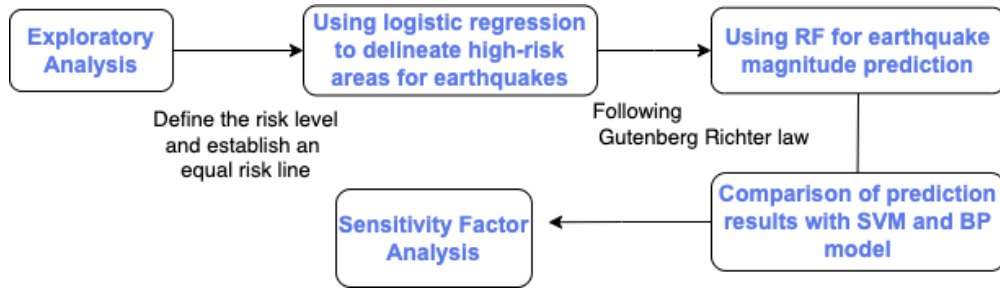 Exploratory
Analysis
Using logistic regression
to delineate high-risk
areas for earthquakes
Using RF for earthquake
magnitude prediction
Define the risk level
and establish an
equal risk line
Following
Gutenberg Richter law
Comparison of prediction
results with SVM and BP
model
Sensitivity Factor
Analysis